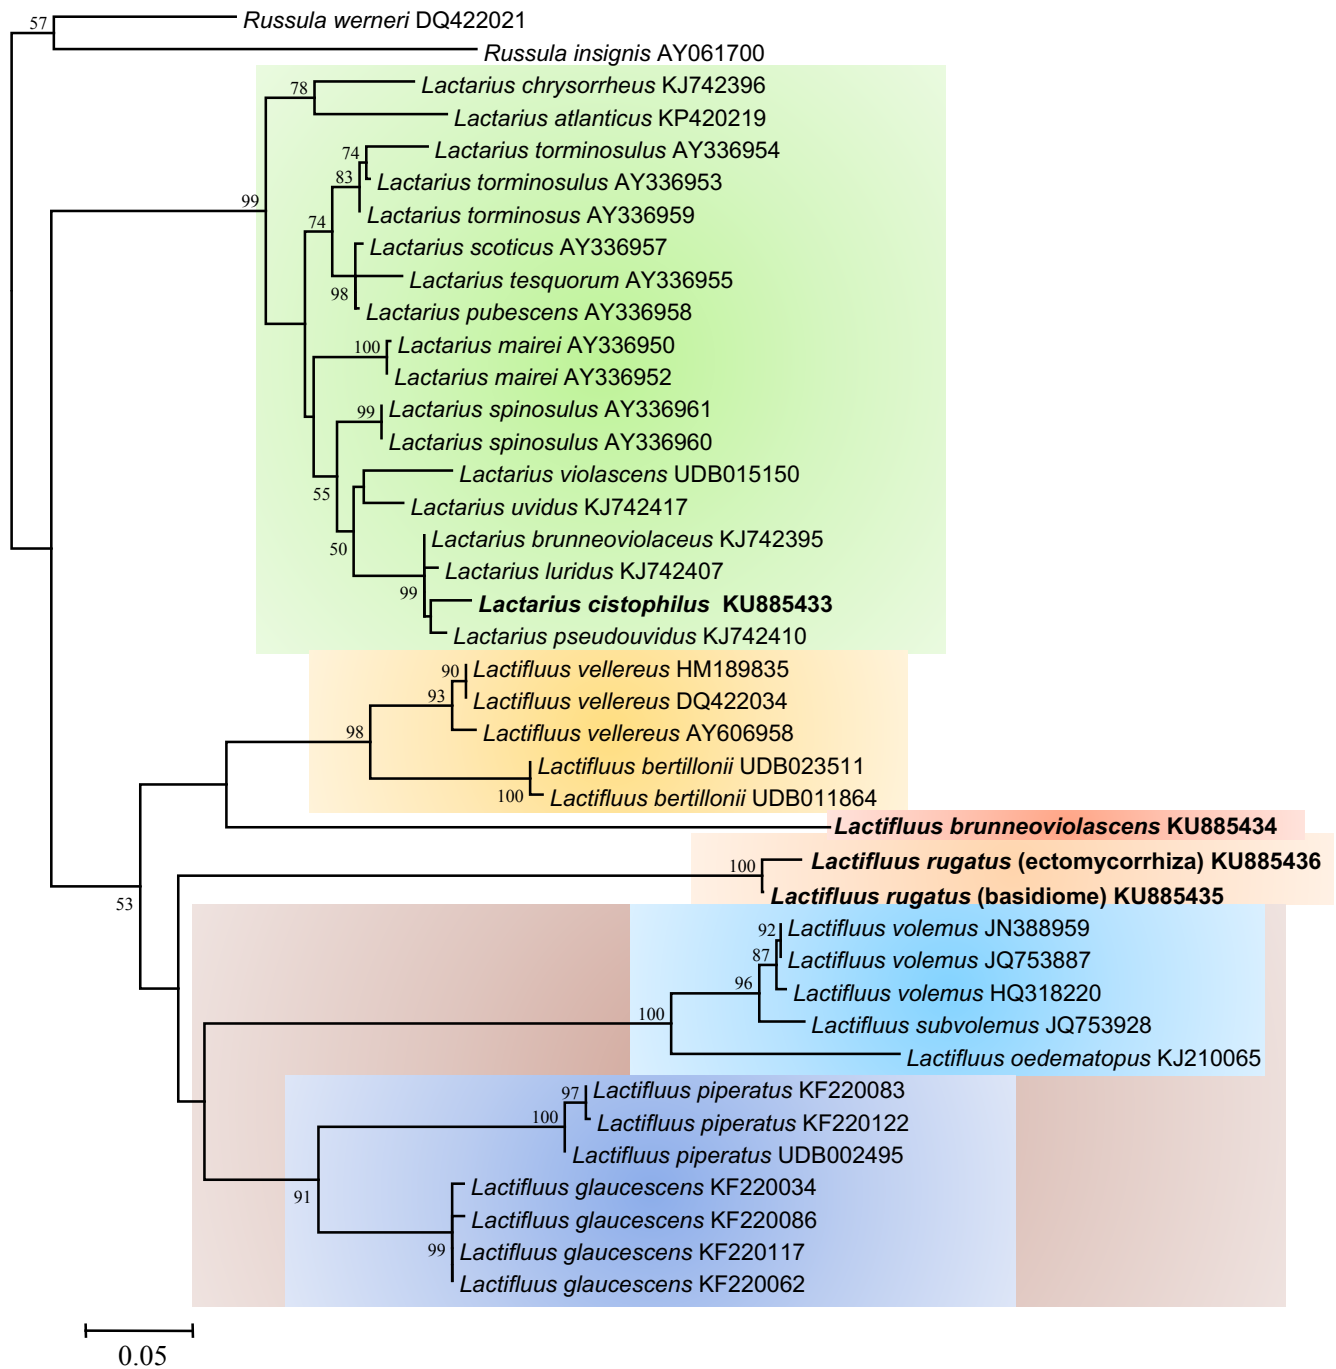 57
Russula werneri DQ422021
Russula insignis AY061700
78
Lactarius chrysorrheus KJ742396
Lactarius atlanticus KP420219
74
Lactarius torminosulus AY336954
83
Lactarius torminosulus AY336953
99
Lactarius torminosus AY336959
74
Lactarius scoticus AY336957
Lactarius tesquorum AY336955
98
Lactarius pubescens AY336958
100
Lactarius mairei AY336950
Lactarius mairei AY336952
99
Lactarius spinosulus AY336961
Lactarius spinosulus AY336960
Lactarius violascens UDB015150
55
Lactarius uvidus KJ742417
Lactarius brunneoviolaceus KJ742395
50
Lactarius luridus KJ742407
99
Lactarius cistophilus KU885433
Lactarius pseudouvidus KJ742410
90
Lactifluus vellereus HM189835
93
Lactifluus vellereus DQ422034
98
Lactifluus vellereus AY606958
Lactifluus bertillonii UDB023511
100
Lactifluus bertillonii UDB011864
Lactifluus brunneoviolascens KU885434
100
Lactifluus rugatus (ectomycorrhiza) KU885436
53
Lactifluus rugatus (basidiome) KU885435
92
Lactifluus volemus JN388959
87
Lactifluus volemus JQ753887
96
Lactifluus volemus HQ318220
100
Lactifluus subvolemus JQ753928
Lactifluus oedematopus KJ210065
97
Lactifluus piperatus KF220083
100
Lactifluus piperatus KF220122
Lactifluus piperatus UDB002495
91
Lactifluus glaucescens KF220034
Lactifluus glaucescens KF220086
99
Lactifluus glaucescens KF220117
Lactifluus glaucescens KF220062
0.05